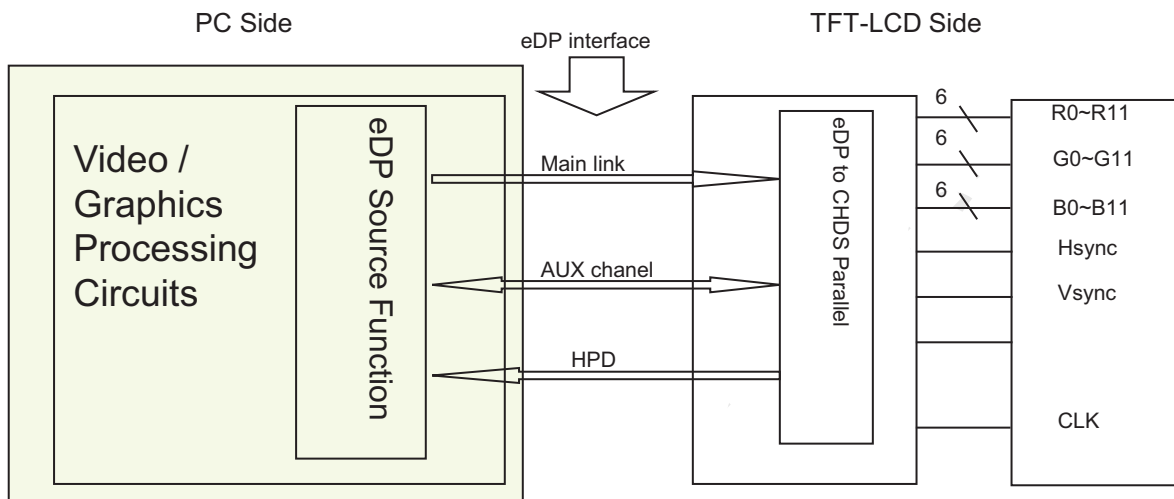 PC Side
TFT-LCD Side
eDP interface
Video /
Graphics
Processing
Circuits
eDP Source Function
Main link
AUX chanel
HPD
eDP to CHDS Parallel
6
R0~R11
6
G0~G11
6
B0~B11
Hsync
Vsync
CLK